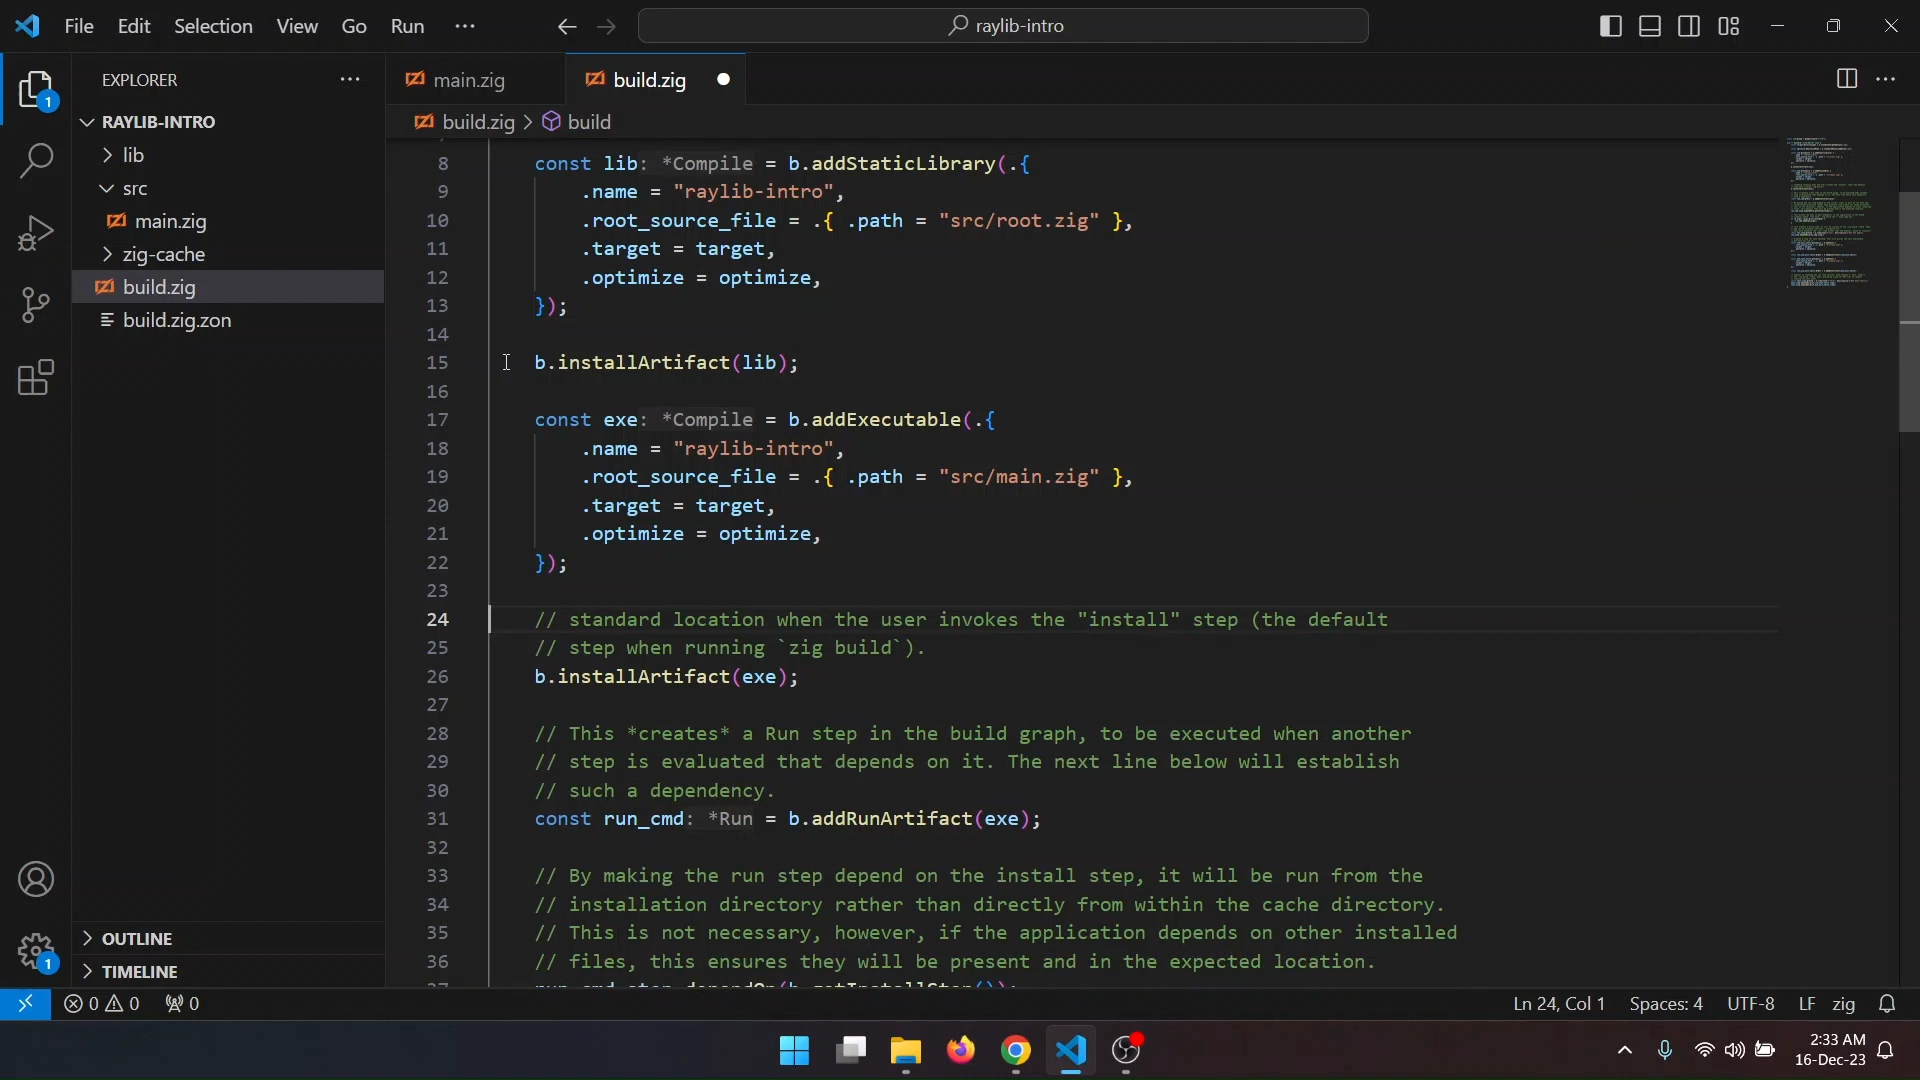 File Edit Selection View Go Run ···
raylib-intro
EXPLORER
main.zig
build.zig
build.zig > build
RAYLIB-INTRO
lib
src
main.zig
zig-cache
build.zig
build.zig.zon
8 const lib: *Compile = b.addStaticLibrary(.{
9 .name = "raylib-intro",
10 .root_source_file = .{ .path = "src/root.zig" },
11 .target = target,
12 .optimize = optimize,
13 });
14
15 b.installArtifact(lib);
16
17 const exe: *Compile = b.addExecutable(.{
18 .name = "raylib-intro",
19 .root_source_file = .{ .path = "src/main.zig" },
20 .target = target,
21 .optimize = optimize,
22 });
23
24 // standard location when the user invokes the "install" step (the default
25 // step when running `zig build`).
26 b.installArtifact(exe);
27
28 // This *creates* a Run step in the build graph, to be executed when another
29 // step is evaluated that depends on it. The next line below will establish
30 // such a dependency.
31 const run_cmd: *Run = b.addRunArtifact(exe);
32
33 // By making the run step depend on the install step, it will be run from the
34 // installation directory rather than directly from within the cache directory.
35 // This is not necessary, however, if the application depends on other installed
36 // files, this ensures they will be present and in the expected location.
1
OUTLINE
1
TIMELINE
0 0 0
Ln 24, Col 1 Spaces: 4 UTF-8 LF zig
2:33 AM
16-Dec-23